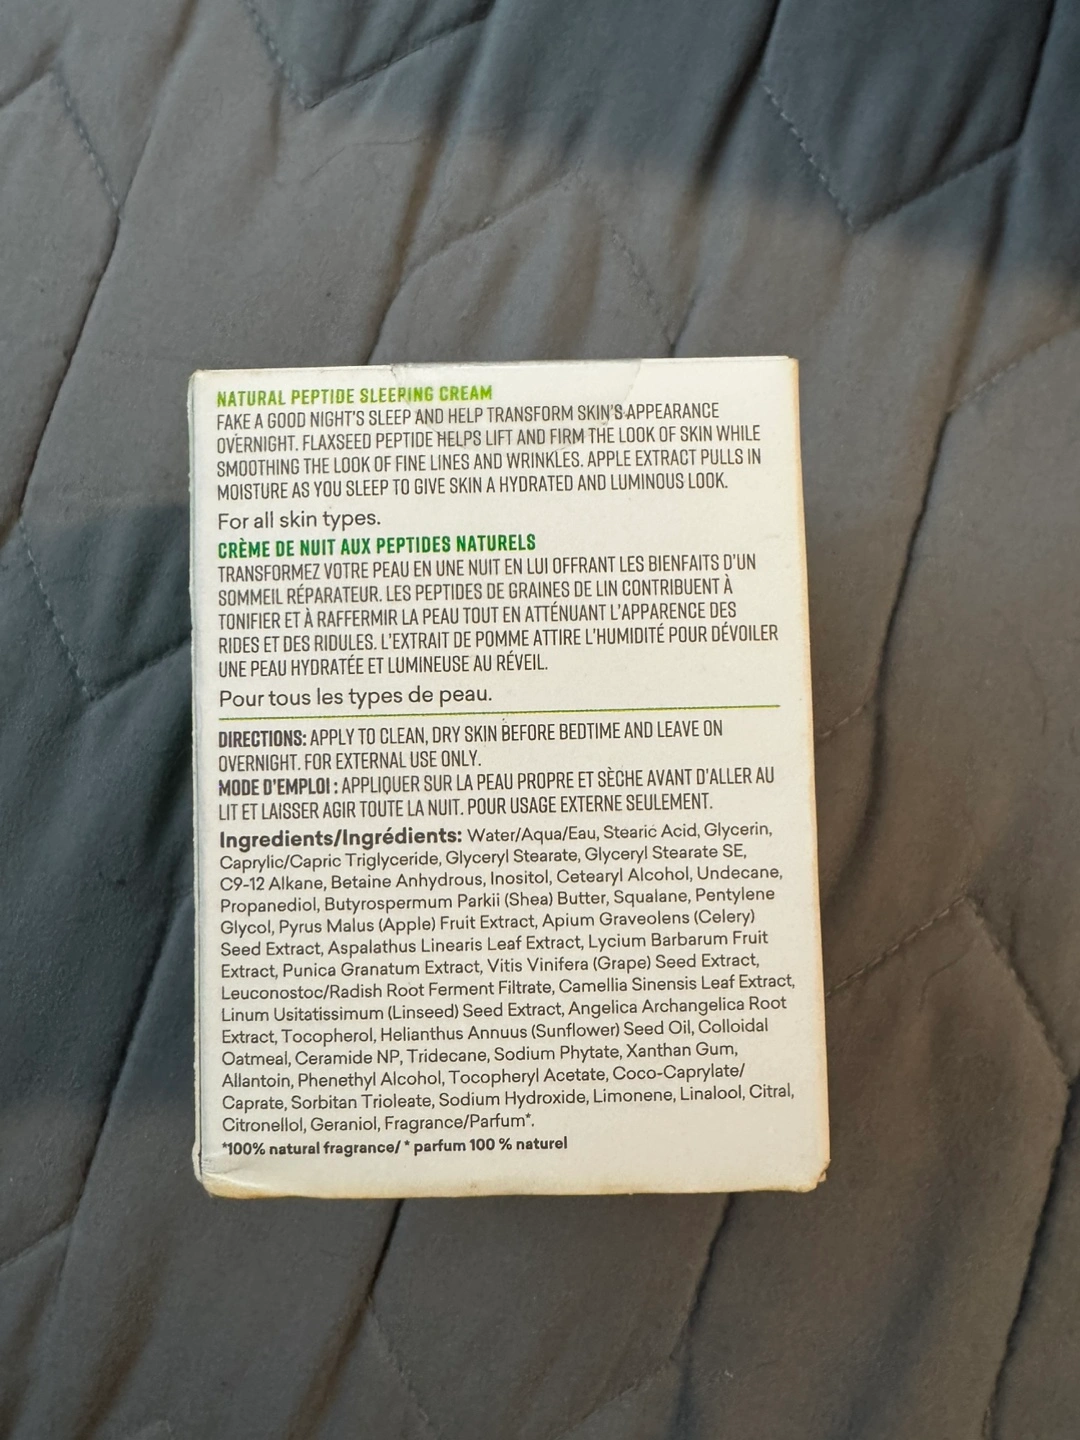 NATURAL PEPTIDE SLEEPING CREAM
FAKE A GOOD NIGHT'S SLEEP AND HELP TRANSFORM SKIN'S APPEARANCE
OVERNIGHT. FLAXSEED PEPTIDE HELPS LIFT AND FIRM THE LOOK OF SKIN WHILE
SMOOTHING THE LOOK OF FINE LINES AND WRINKLES. APPLE EXTRACT PULLS IN
MOISTURE AS YOU SLEEP TO GIVE SKIN A HYDRATED AND LUMINOUS LOOK.
For all skin types.
CRÈME DE NUIT AUX PEPTIDES NATURELS
TRANSFORMEZ VOTRE PEAU EN UNE NUIT EN LUI OFFRANT LES BIENFAITS D'UN
SOMMEIL RÉPARATEUR. LES PEPTIDES DE GRAINES DE LIN CONTRIBUENT À
TONIFIER ET À RAFFERMIR LA PEAU TOUT EN ATTÉNUANT L'APPARENCE DES
RIDES ET DES RIDULES. L'EXTRAIT DE POMME ATTIRE L'HUMIDITÉ POUR DÉVOILER
UNE PEAU HYDRATÉE ET LUMINEUSE AU RÉVEIL.
Pour tous les types de peau.
DIRECTIONS: APPLY TO CLEAN, DRY SKIN BEFORE BEDTIME AND LEAVE ON
OVERNIGHT. FOR EXTERNAL USE ONLY.
MODE D'EMPLOI : APPLIQUER SUR LA PEAU PROPRE ET SÈCHE AVANT D'ALLER AU
LIT ET LAISSER AGIR TOUTE LA NUIT. POUR USAGE EXTERNE SEULEMENT.
Ingredients/Ingrédients: Water/Aqua/Eau, Stearic Acid, Glycerin,
Caprylic/Capric Triglyceride, Glyceryl Stearate, Glyceryl Stearate SE,
C9-12 Alkane, Betaine Anhydrous, Inositol, Cetearyl Alcohol, Undecane,
Propanediol, Butyrospermum Parkii (Shea) Butter, Squalane, Pentylene
Glycol, Pyrus Malus (Apple) Fruit Extract, Apium Graveolens (Celery)
Seed Extract, Aspalathus Linearis Leaf Extract, Lycium Barbarum Fruit
Extract, Punica Granatum Extract, Vitis Vinifera (Grape) Seed Extract,
Leuconostoc/Radish Root Ferment Filtrate, Camellia Sinensis Leaf Extract,
Linum Usitatissimum (Linseed) Seed Extract, Angelica Archangelica Root
Extract, Tocopherol, Helianthus Annuus (Sunflower) Seed Oil, Colloidal
Oatmeal, Ceramide NP, Tridecane, Sodium Phytate, Xanthan Gum,
Allantoin, Phenethyl Alcohol, Tocopheryl Acetate, Coco-Caprylate/
Caprate, Sorbitan Trioleate, Sodium Hydroxide, Limonene, Linalool, Citral,
Citronellol, Geraniol, Fragrance/Parfum*.
*100% natural fragrance/ * parfum 100 % naturel